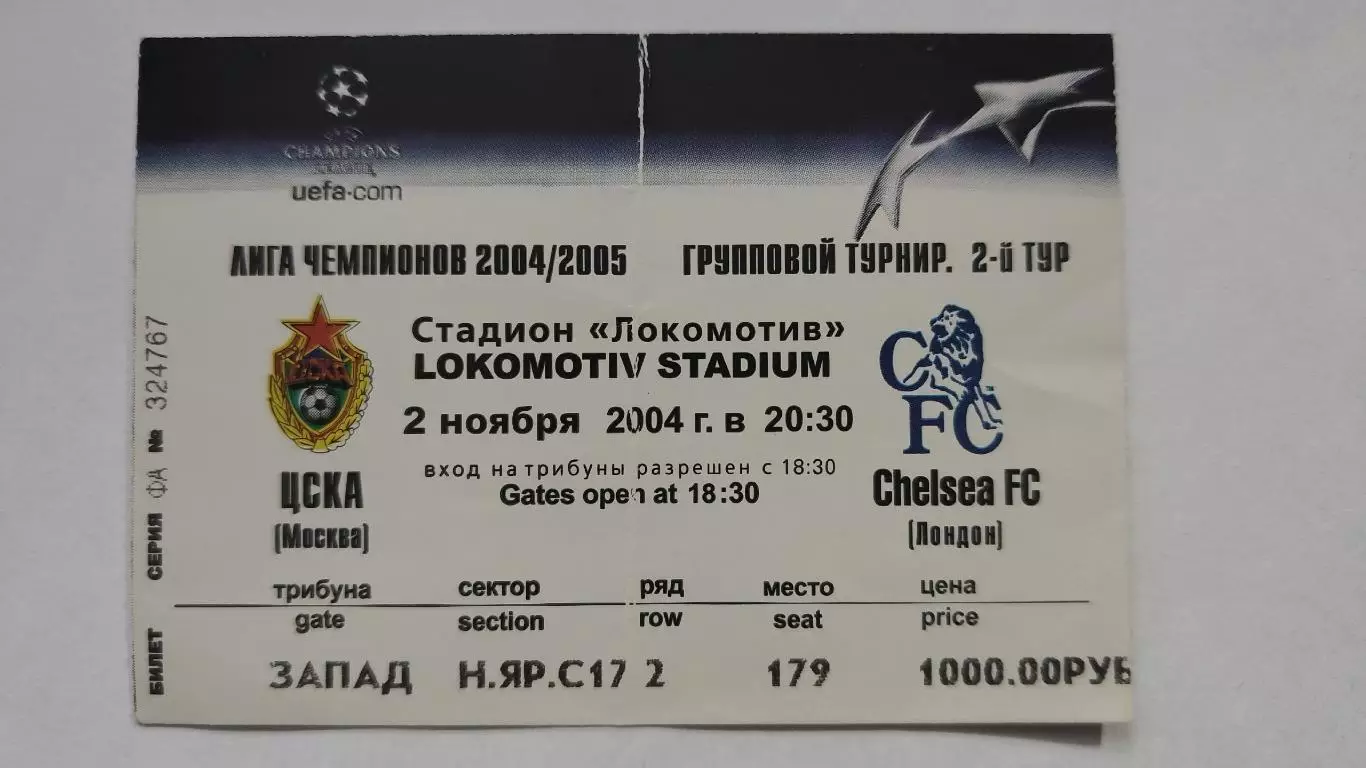 CHAMPIONS
LEAGUE
uefa.com
ЛИГА ЧЕМПИОНОВ 2004/2005 ГРУППОВОЙ ТУРНИР. 2-й ТУР
Стадион «Локомотив»
LOKOMOTIV STADIUM
2 ноября 2004 г. в 20:30
вход на трибуны разрешен с 18:30
Gates open at 18:30
ЦСКА
ЦСКА
(Москва)
CFC
Chelsea FC
(Лондон)
трибуна сектор ряд место цена
gate section row seat price
ЗАПАД Н.ЯР.С17 2 179 1000.00РУБ
БИЛЕТ СЕРИЯ ФА № 324767